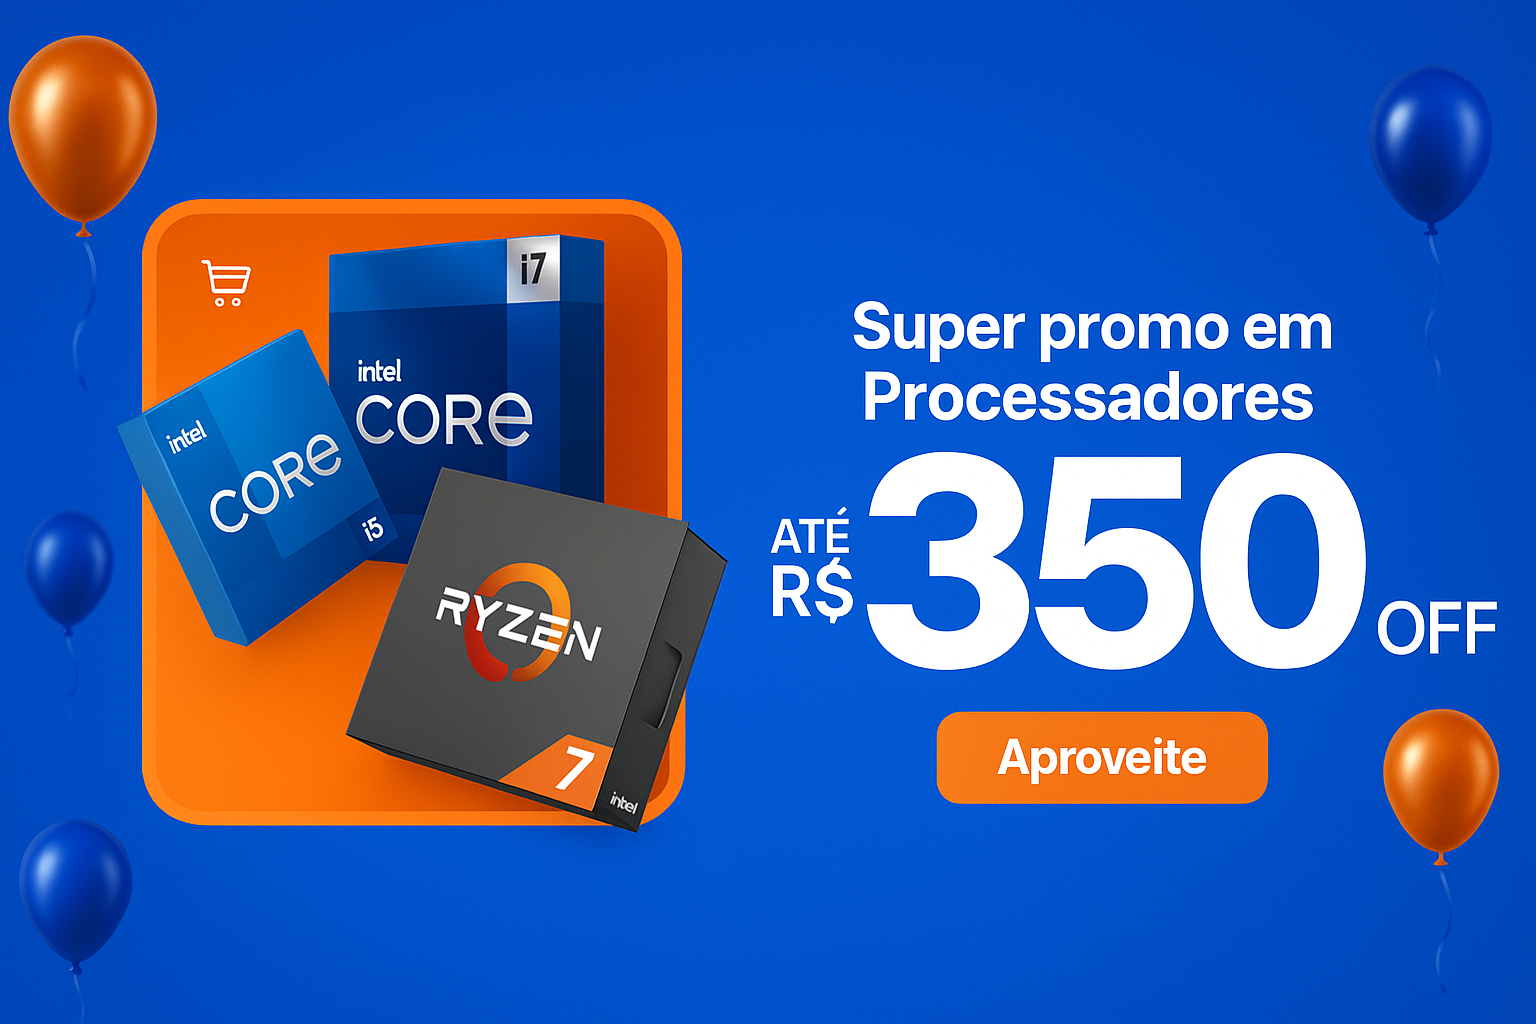 i7
intel
CORe
intel
CORe
i5
RYZEN
7
intel
Super promo em
Processadores
ATÉ
R$ 350 OFF
Aproveite